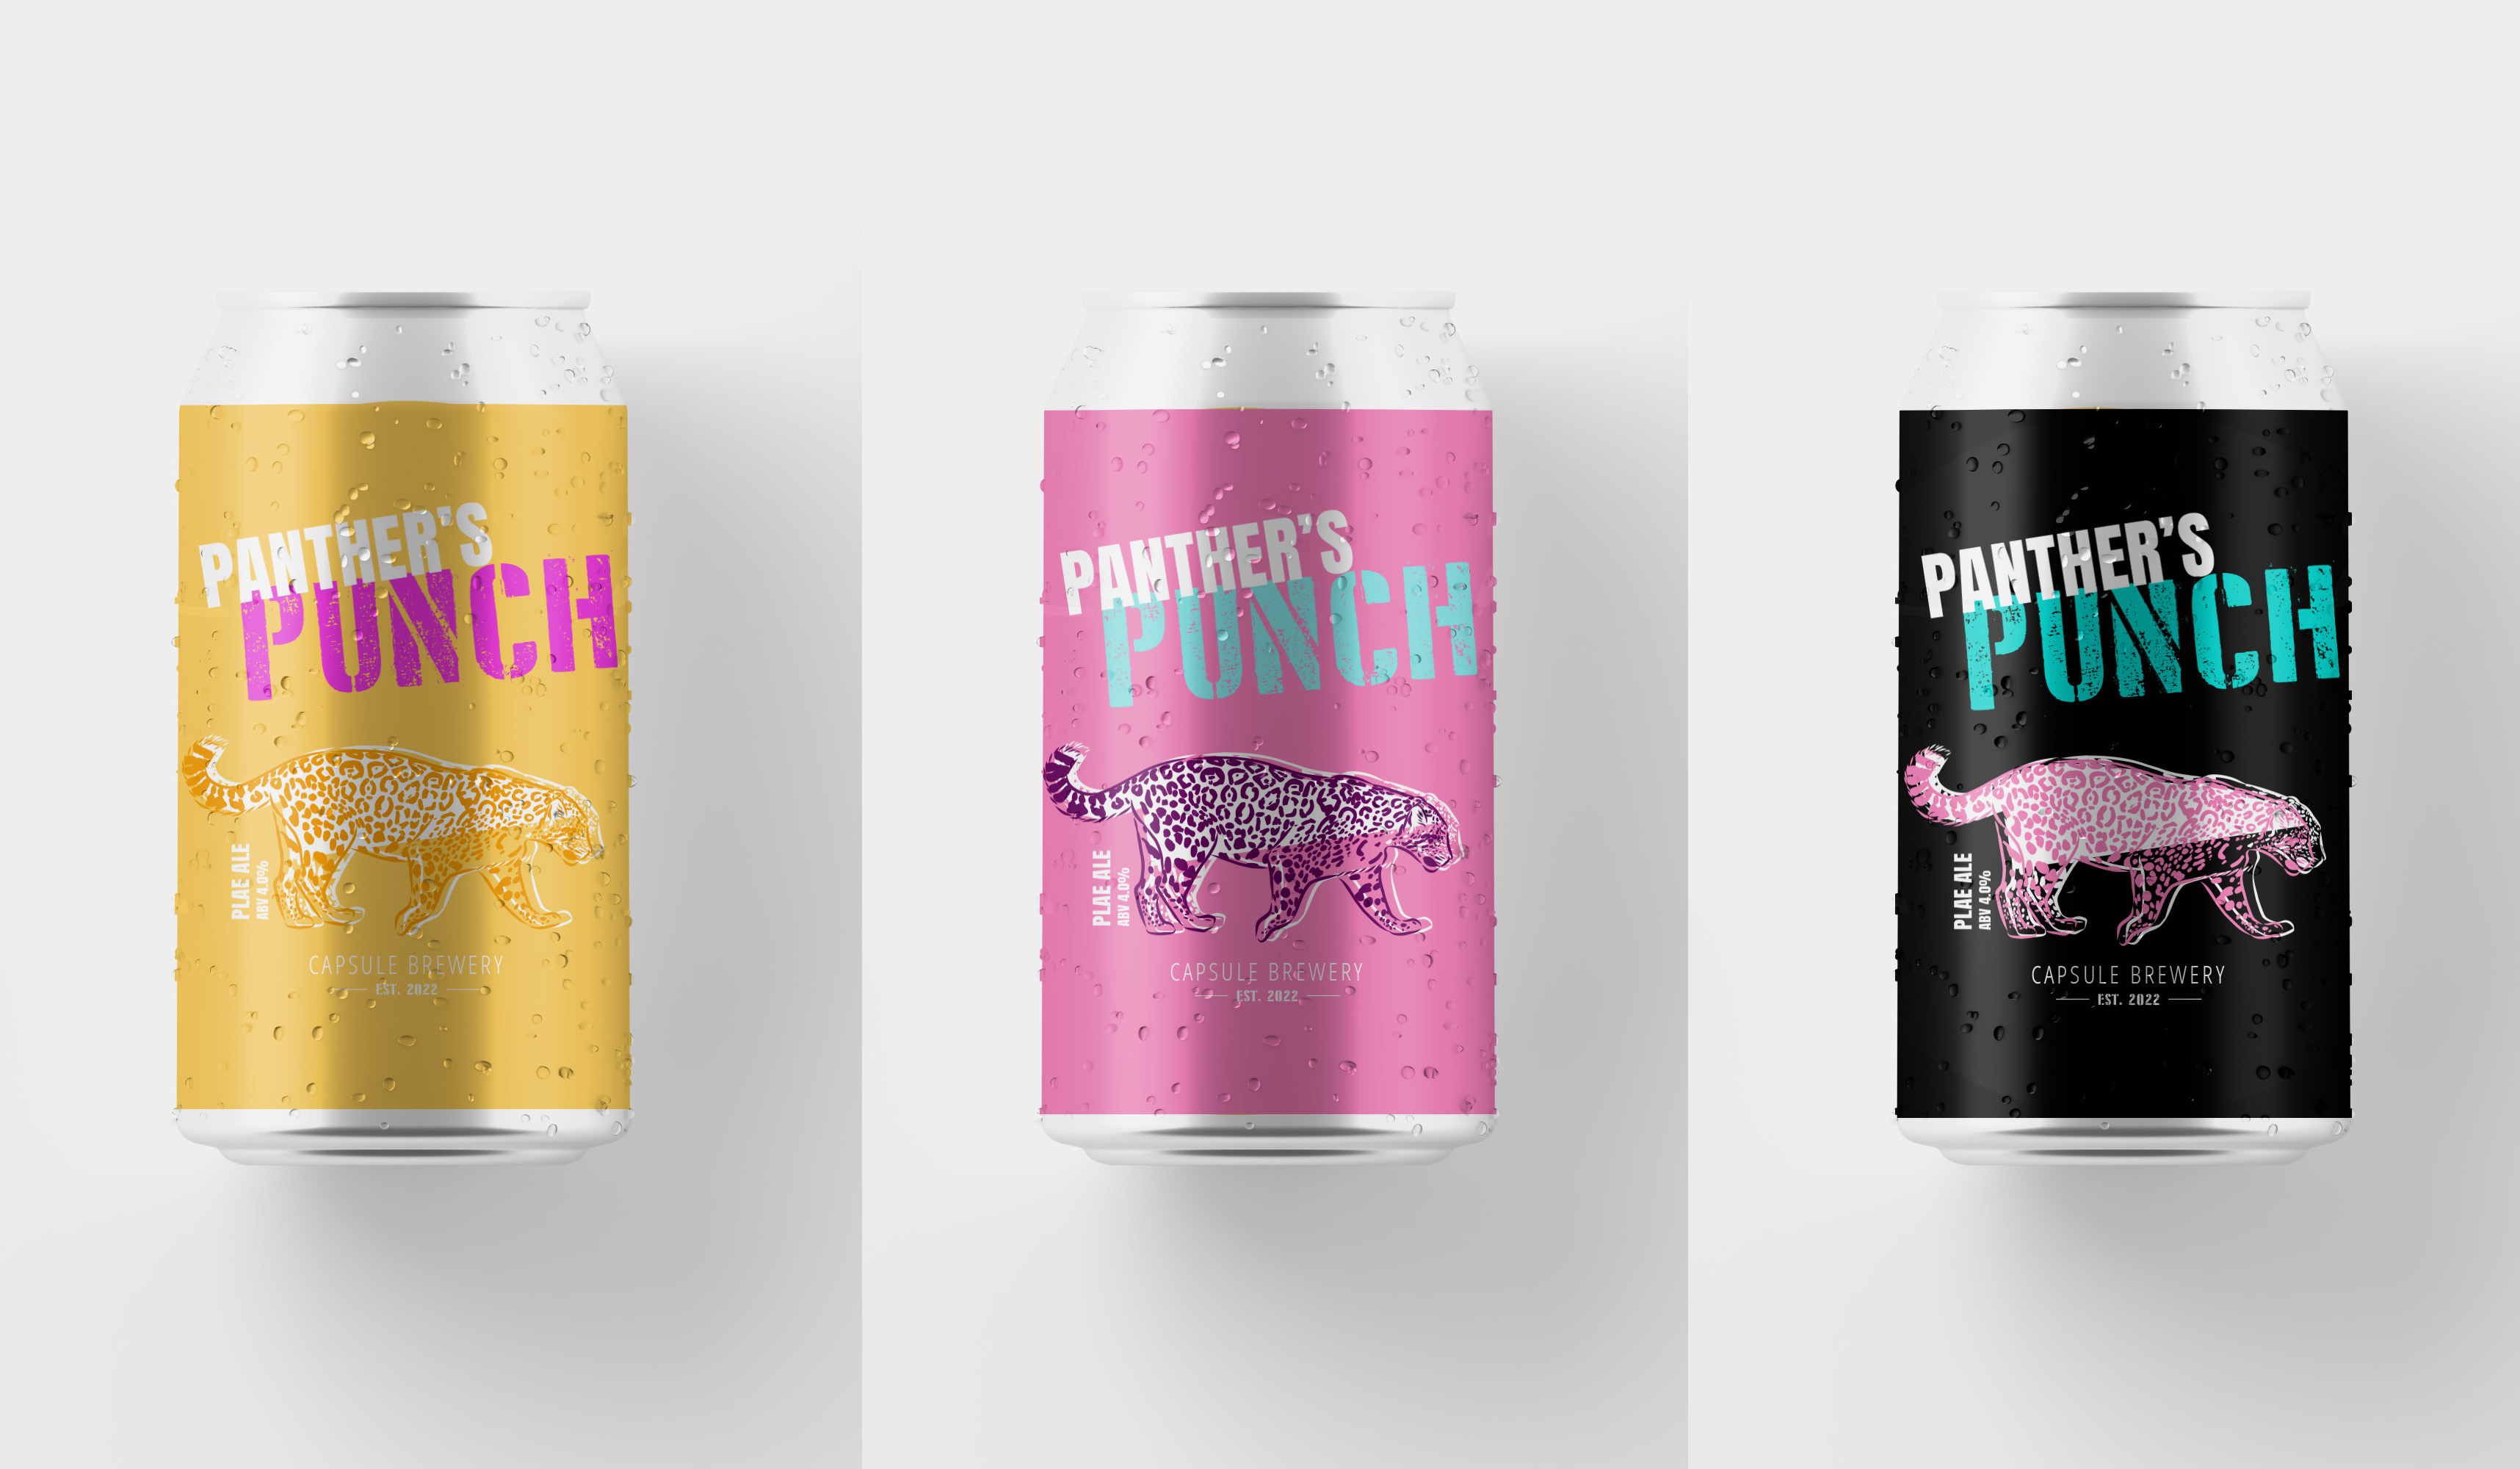 PANTHER'S
PUNCH
PLAE ALE
ABV 4.0%
CAPSULE BREWERY
EST. 2022
PANTHER'S
PUNCH
PLAE ALE
ABV 4.0%
CAPSULE BREWERY
EST. 2022
PANTHER'S
PUNCH
PLAE ALE
ABV 4.0%
CAPSULE BREWERY
EST. 2022